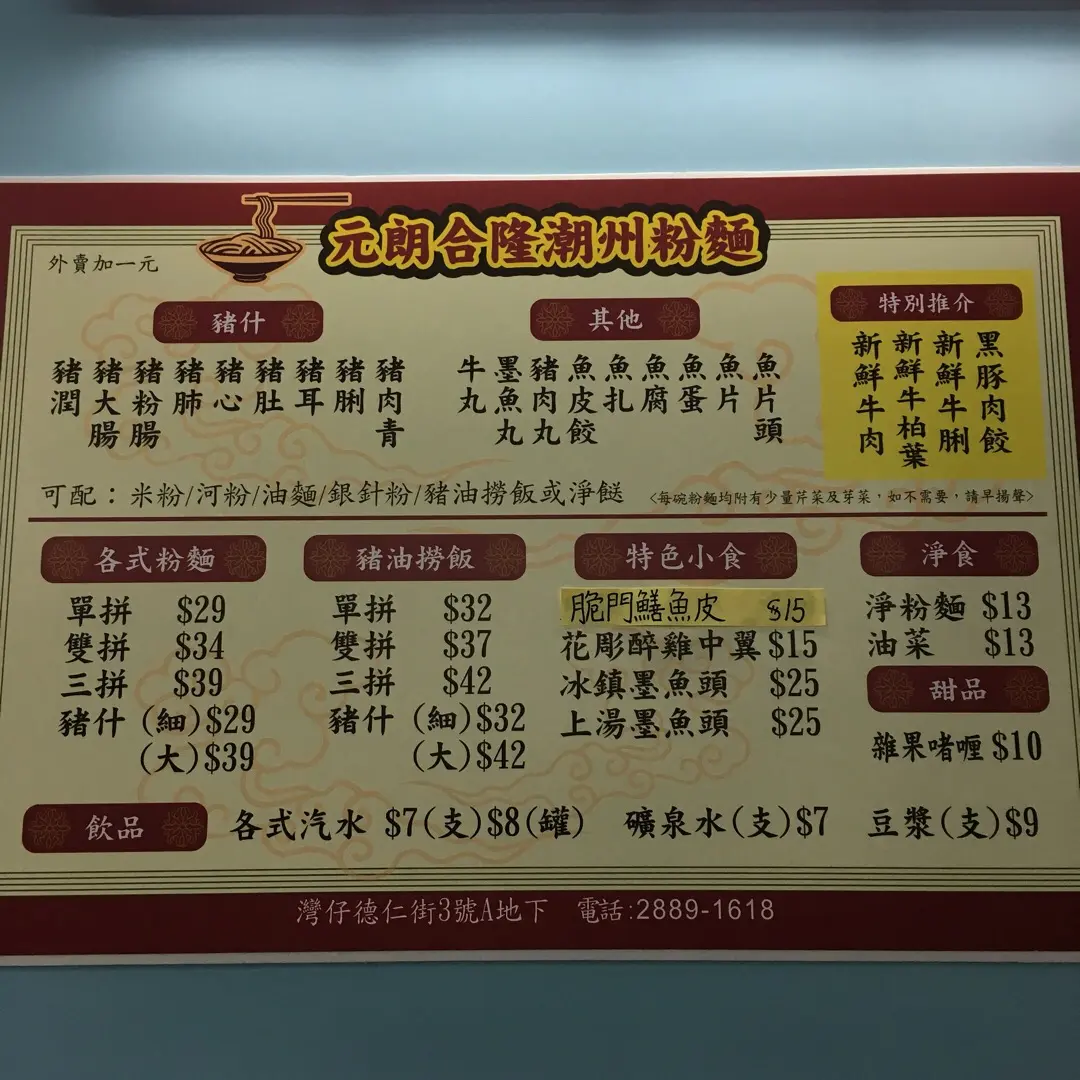 元朗合隆潮州粉麵
外賣加一元
豬什
豬潤
豬大腸
豬粉腸
豬肺
豬心
豬肚
豬耳
豬脷
豬肉青
其他
牛丸
墨魚丸
豬肉丸
魚皮餃
魚扎
魚腐
魚蛋
魚片
魚片頭
特別推介
新鮮牛肉
新鮮牛柏葉
新鮮牛脷
黑豚肉餃
可配：米粉/河粉/油麵/銀針粉/豬油撈飯或淨餸
<每碗粉麵均附有少量芹菜及芽菜，如不需要，請早揚聲>
各式粉麵
單拼 $29
雙拼 $34
三拼 $39
豬什 (細)$29
(大)$39
豬油撈飯
單拼 $32
雙拼 $37
三拼 $42
豬什 (細)$32
(大)$42
特色小食
脆門鱔魚皮 $15
花彫醉雞中翼$15
冰鎮墨魚頭 $25
上湯墨魚頭 $25
淨食
淨粉麵 $13
油菜 $13
甜品
雜果啫喱 $10
飲品
各式汽水 $7(支)$8(罐) 礦泉水(支)$7 豆漿(支)$9
灣仔德仁街3號A地下 電話:2889-1618